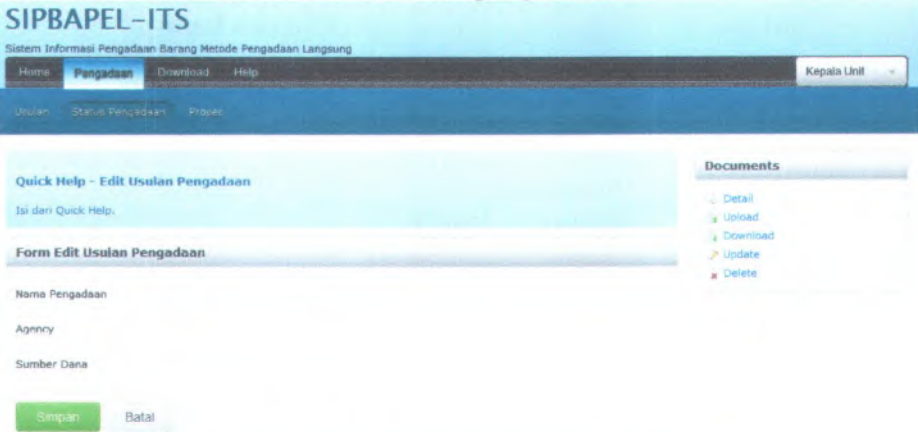 SIPBAPEL-ITS
Sistem Informasi Pengadaan Barang Metode Pengadaan Langsung
Home Pengadaan Download Help Kepala Unit
Usulan Status Pengadaan Proses
Quick Help - Edit Usulan Pengadaan
Isi dari Quick Help.
Form Edit Usulan Pengadaan
Nama Pengadaan
Agency
Sumber Dana
Simpan Batal
Documents
Detail
Upload
Download
Update
Delete